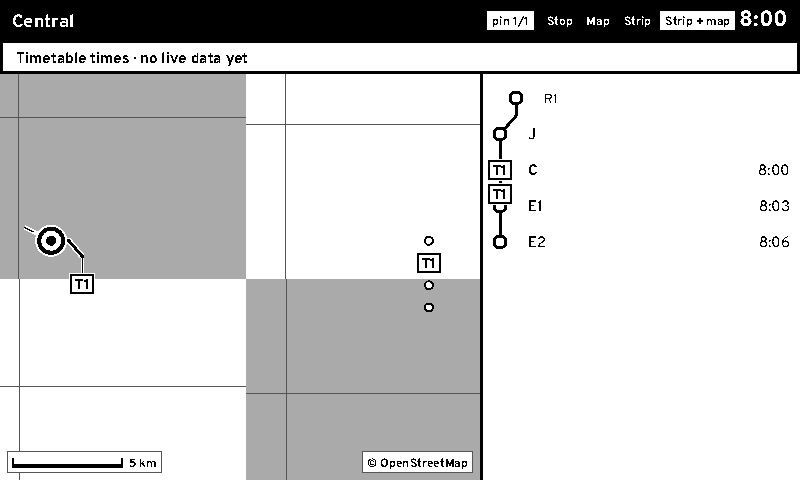 Central pin 1/1 Stop Map Strip Strip + map 8:00
Timetable times · no live data yet
R1
J
T1 C 8:00
T1
E1 8:03
E2 8:06
T1
T1
5 km
© OpenStreetMap